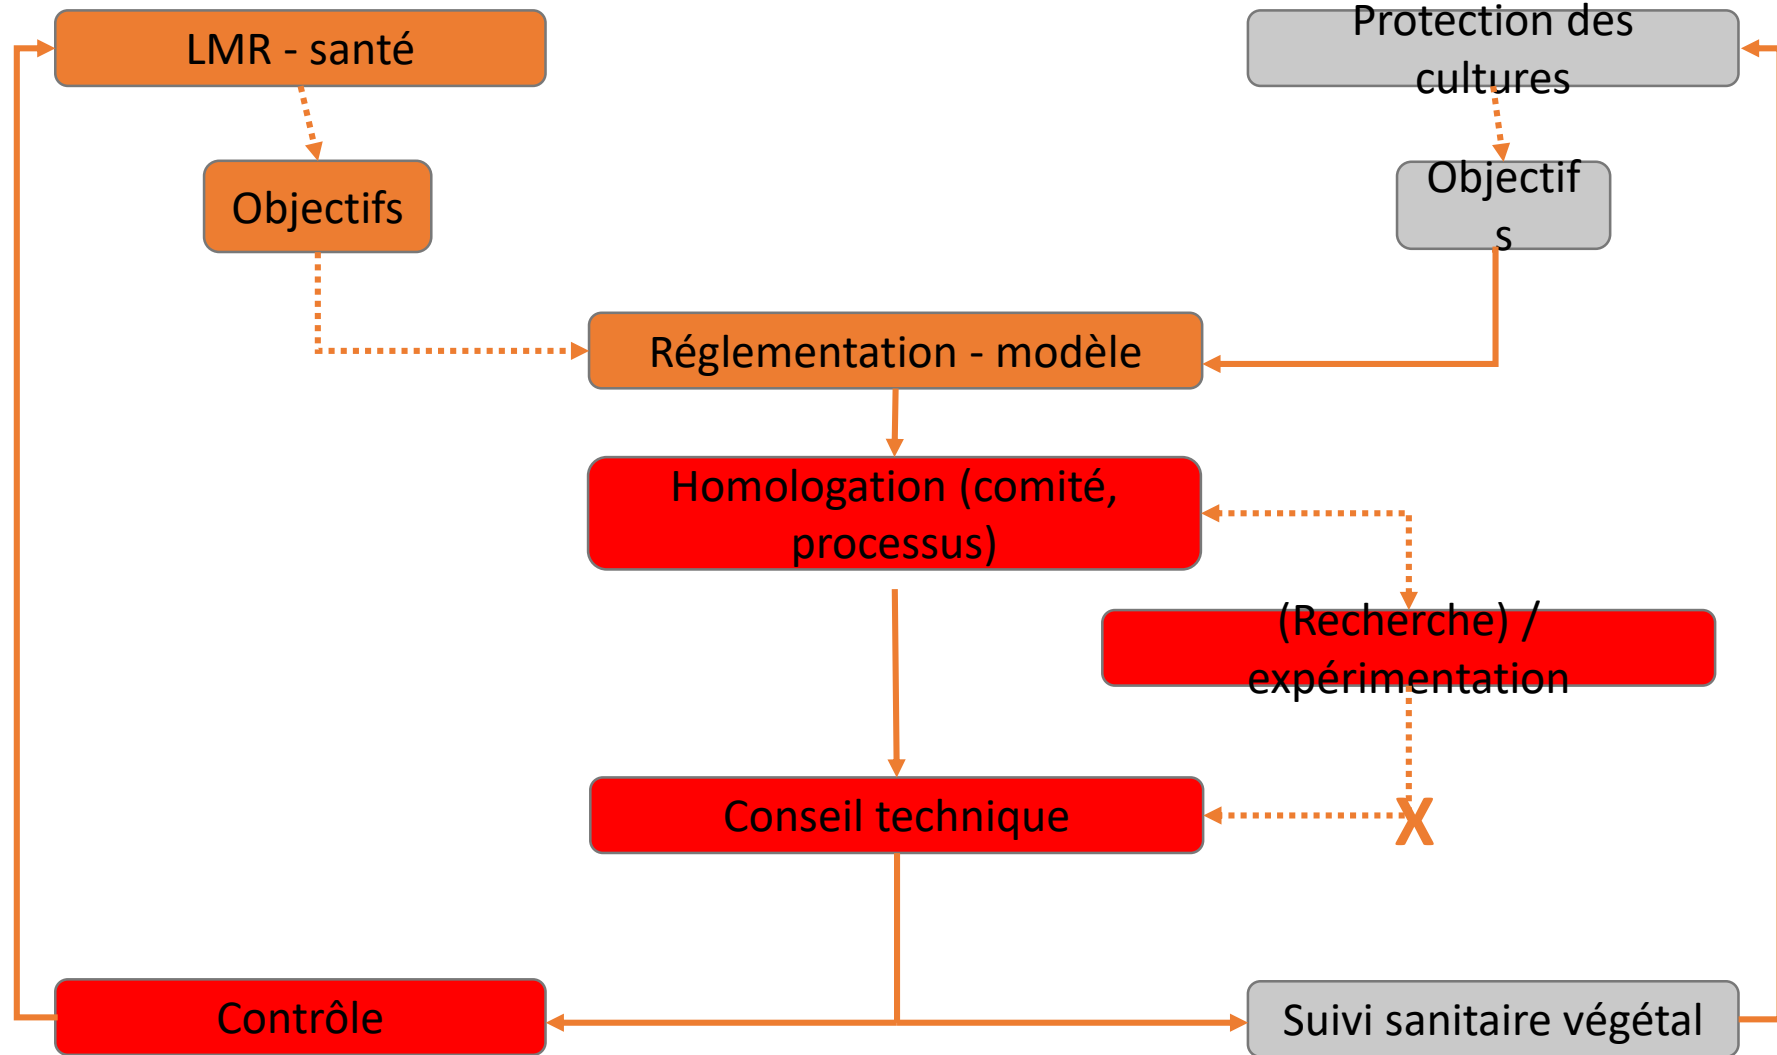 LMR - santé
Protection des
cultures
Objectifs
Objectif
s
Réglementation - modèle
Homologation (comité,
processus)
(Recherche) /
expérimentation
Conseil technique
X
Contrôle
Suivi sanitaire végétal